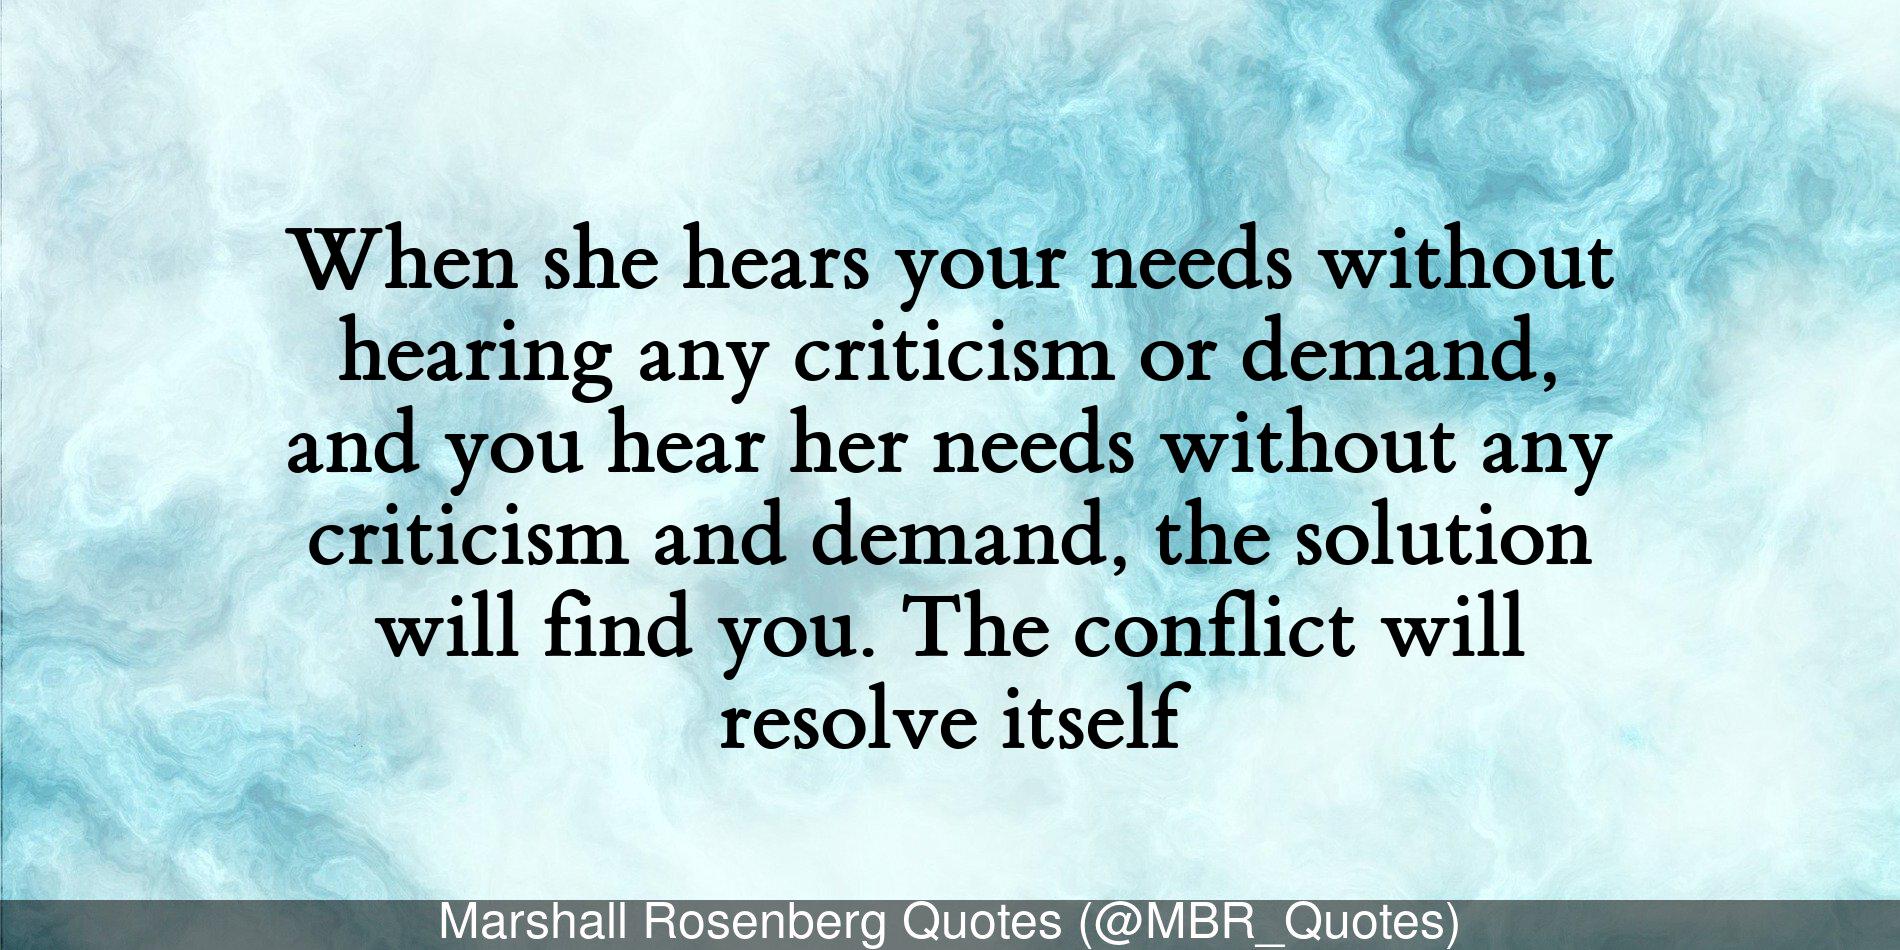 When she hears your needs without
hearing any criticism or demand,
and you hear her needs without any
criticism and demand, the solution
will find you. The conflict will
resolve itself
Marshall Rosenberg Quotes (@MBR_Quotes)